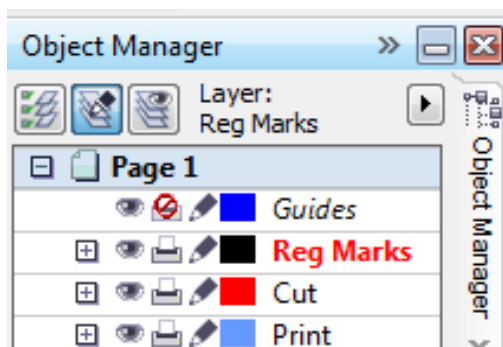 Object Manager
Layer:
Reg Marks
Page 1
Guides
Reg Marks
Cut
Print
Object Manager